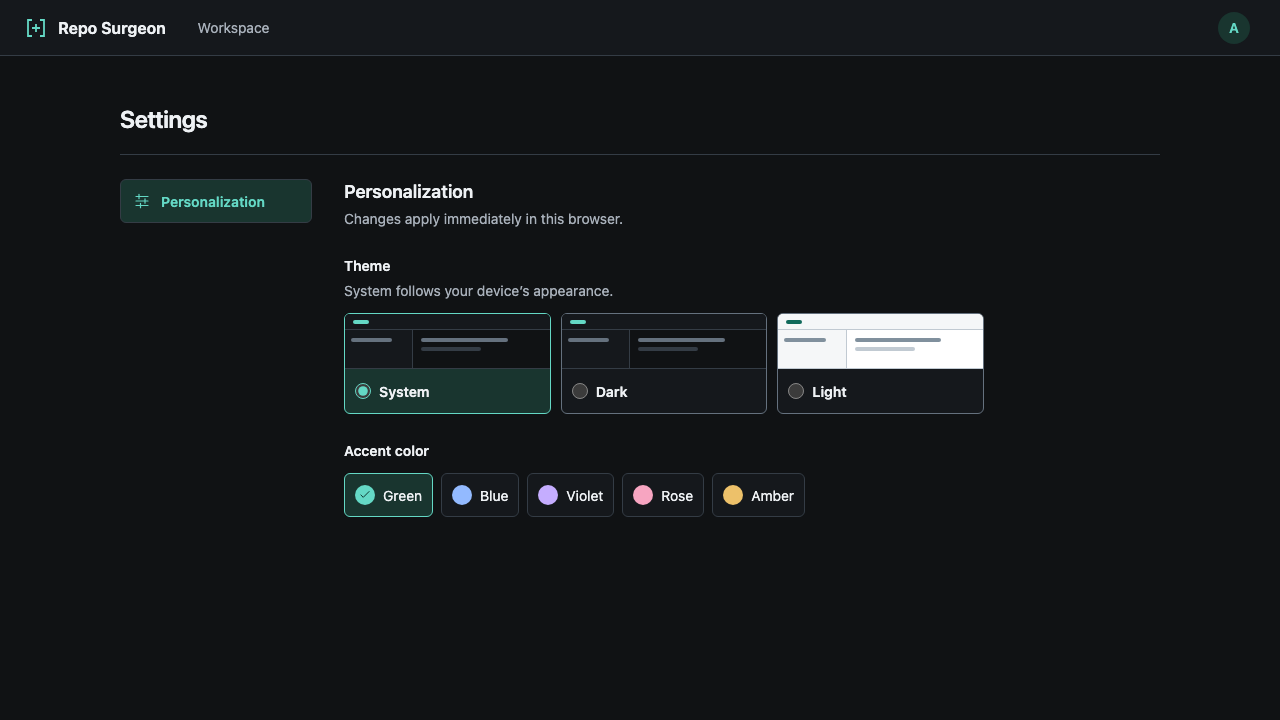 Repo Surgeon
Workspace
A
Settings
Personalization
Personalization
Changes apply immediately in this browser.
Theme
System follows your device’s appearance.
System
Dark
Light
Accent color
Green
Blue
Violet
Rose
Amber